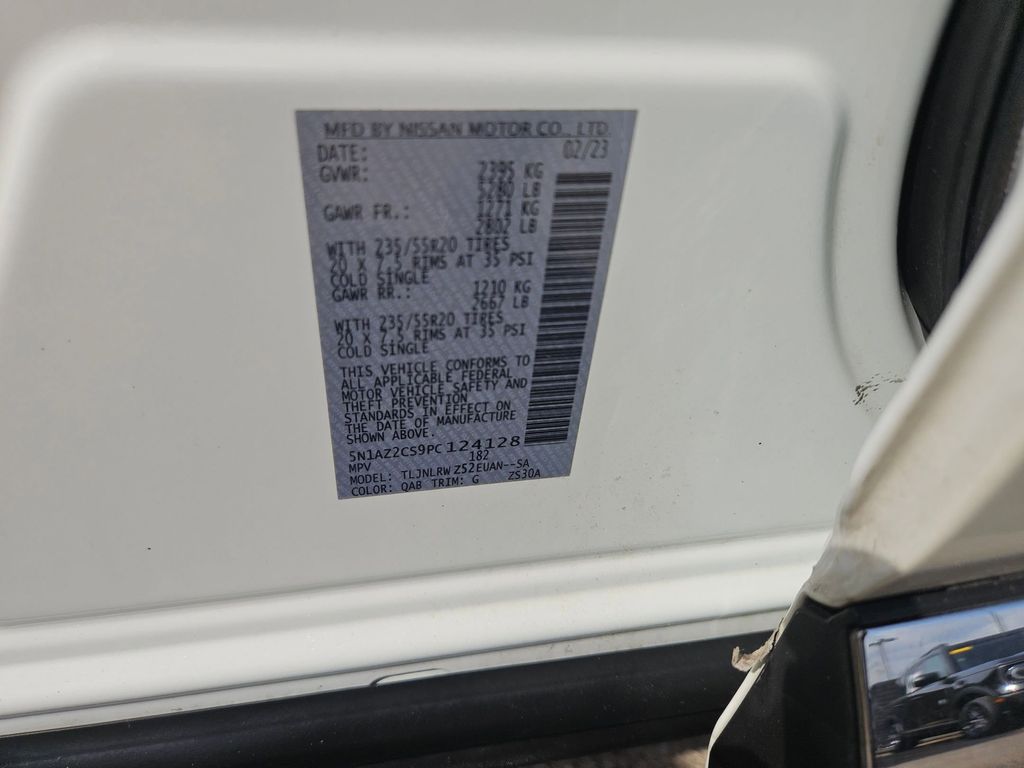 MFD BY NISSAN MOTOR CO., LTD.
DATE: 02/23
GVWR: 2395 KG
5280 LB
GAWR FR.: 1271 KG
2802 LB
WITH 235/55R20 TIRES
20 X 7.5 RIMS AT 35 PSI
COLD SINGLE
GAWR RR.: 1210 KG
2667 LB
WITH 235/55R20 TIRES
20 X 7.5 RIMS AT 35 PSI
COLD SINGLE
THIS VEHICLE CONFORMS TO
ALL APPLICABLE FEDERAL
MOTOR VEHICLE SAFETY AND
THEFT PREVENTION
STANDARDS IN EFFECT ON
THE DATE OF MANUFACTURE
SHOWN ABOVE.
5N1AZ2CS9PC124128
MPV 182
MODEL: TLJNLRWZ52EUAN--SA
COLOR: QAB TRIM: G ZS30A